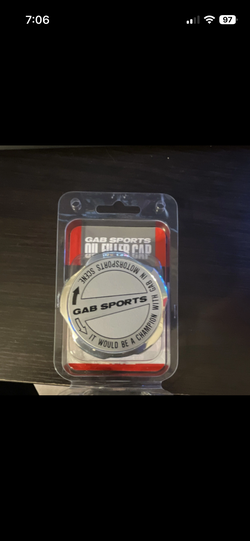 7:06
97
GAB SPORTS
OIL FILLER CAP
GAB SPORTS
IT WOULD BE A CHAMPION WITH GAB IN MOTORSPORTS SCENE.